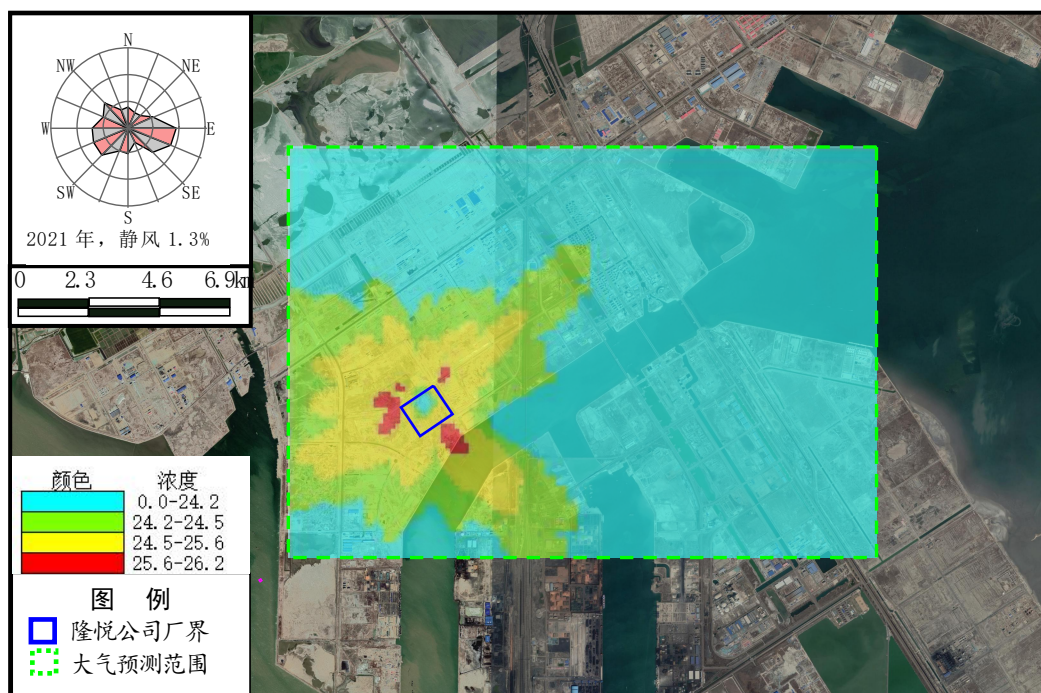 N
NW
NE
W
E
SW
SE
S
2021 年，静风 1.3%
0 2.3 4.6 6.9km
颜色 浓度
0.0-24.2
24.2-24.5
24.5-25.6
25.6-26.2
图 例
隆悦公司厂界
大气预测范围